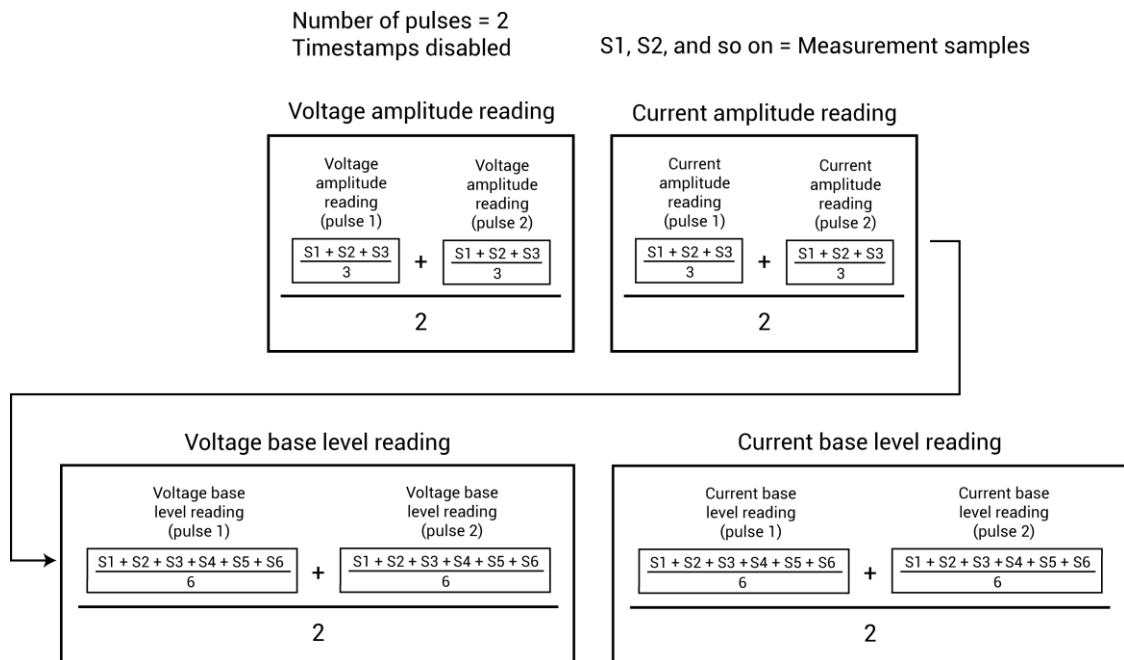 Number of pulses = 2
Timestamps disabled
S1, S2, and so on = Measurement samples
Voltage amplitude reading
Voltage
amplitude
reading
(pulse 1)
S1 + S2 + S3
3
+
Voltage
amplitude
reading
(pulse 2)
S1 + S2 + S3
3
2
Current amplitude reading
Current
amplitude
reading
(pulse 1)
S1 + S2 + S3
3
+
Current
amplitude
reading
(pulse 2)
S1 + S2 + S3
3
2
Voltage base level reading
Voltage base
level reading
(pulse 1)
S1 + S2 + S3 + S4 + S5 + S6
6
+
Voltage base
level reading
(pulse 2)
S1 + S2 + S3 + S4 + S5 + S6
6
2
Current base level reading
Current base
level reading
(pulse 1)
S1 + S2 + S3 + S4 + S5 + S6
6
+
Current base
level reading
(pulse 2)
S1 + S2 + S3 + S4 + S5 + S6
6
2